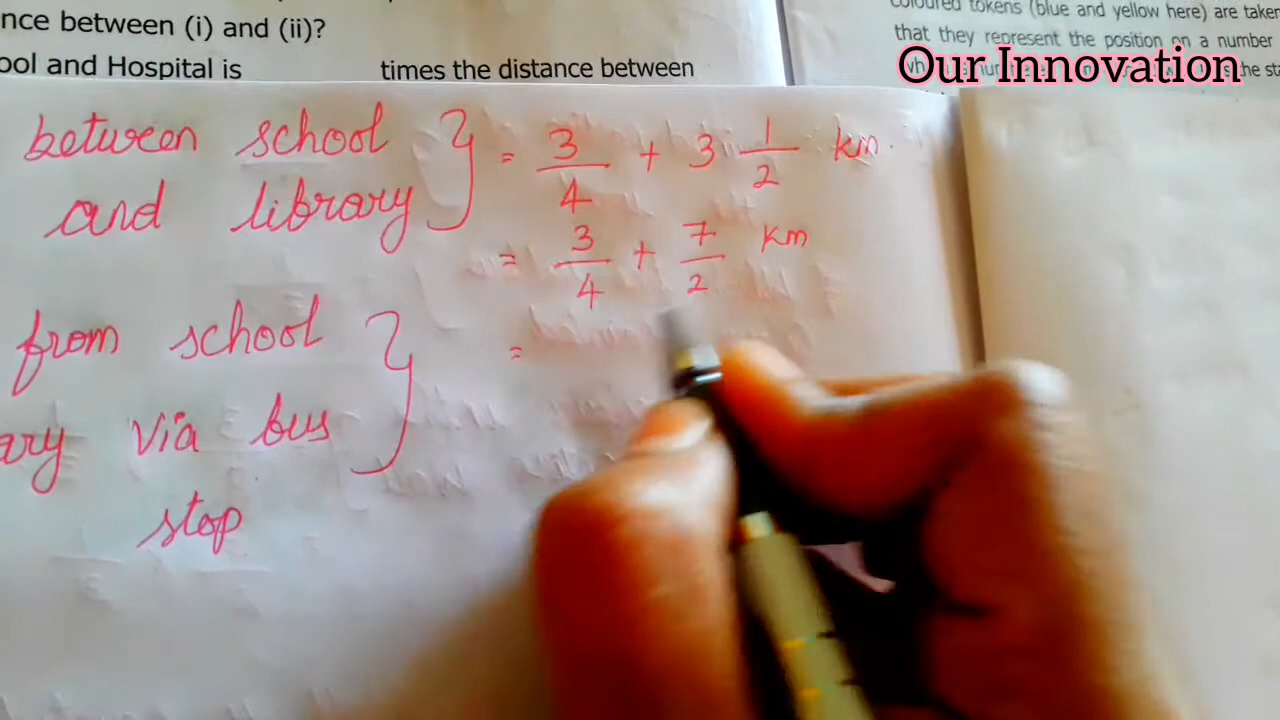 nce between (i) and (ii)?
ool and Hospital is ______ times the distance between
coloured tokens (blue and yellow here) are taken
that they represent the position on a number
Our Innovation
between school } = 3/4 + 3 1/2 km.
and library
= 3/4 + 7/2 km
from school } =
ary via bus
stop